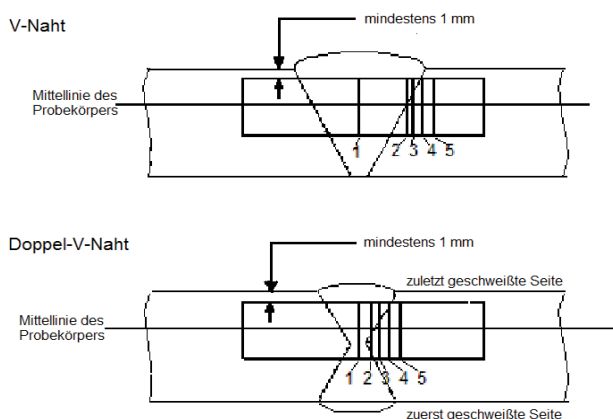 V-Naht
mindestens 1 mm
Mittellinie des
Probekörpers
1 2 3 4 5
Doppel-V-Naht
mindestens 1 mm
zuletzt geschweißte Seite
Mittellinie des
Probekörpers
1 2 3 4 5
zuerst geschweißte Seite